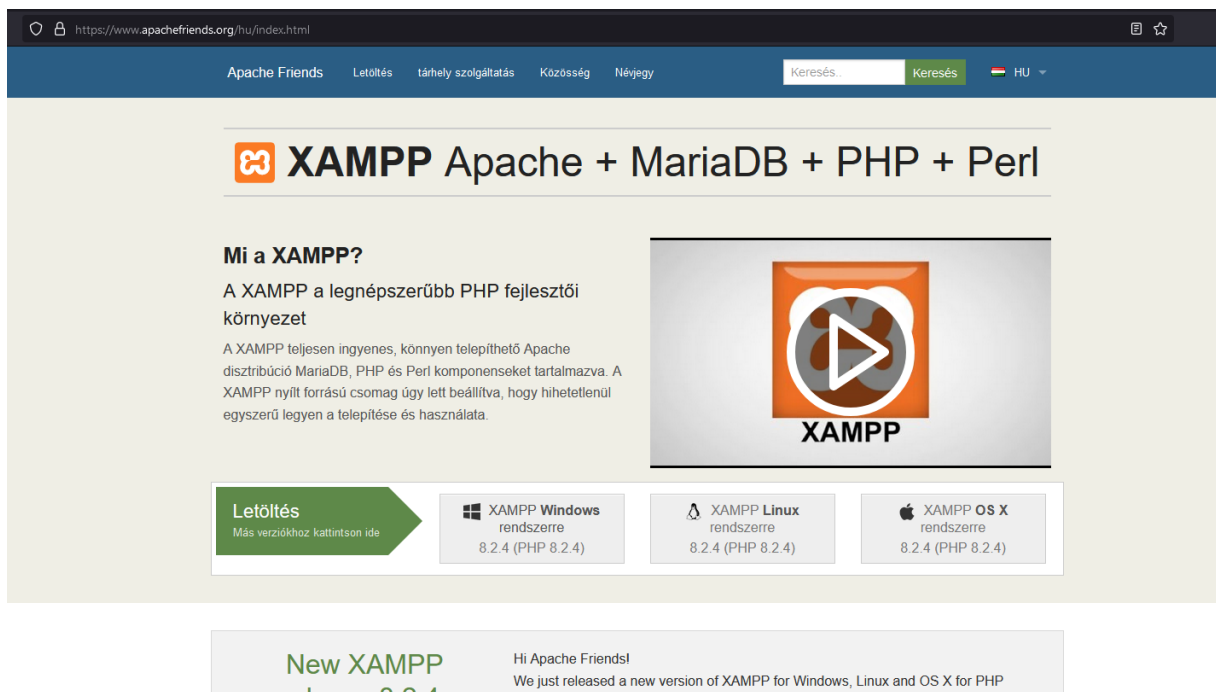 https://www.apachefriends.org/hu/index.html
Apache Friends Letöltés tárhely szolgáltatás Közösség Névjegy Keresés.. Keresés HU
XAMPP Apache + MariaDB + PHP + Perl
Mi a XAMPP?
A XAMPP a legnépszerűbb PHP fejlesztői
környezet
A XAMPP teljesen ingyenes, könnyen telepíthető Apache
disztribúció MariaDB, PHP és Perl komponenseket tartalmazva. A
XAMPP nyílt forrású csomag úgy lett beállítva, hogy hihetetlenül
egyszerű legyen a telepítése és használata.
XAMPP
Letöltés
Más verziókhoz kattintson ide
XAMPP Windows
rendszerre
8.2.4 (PHP 8.2.4)
XAMPP Linux
rendszerre
8.2.4 (PHP 8.2.4)
XAMPP OS X
rendszerre
8.2.4 (PHP 8.2.4)
New XAMPP
Hi Apache Friends!
We just released a new version of XAMPP for Windows, Linux and OS X for PHP